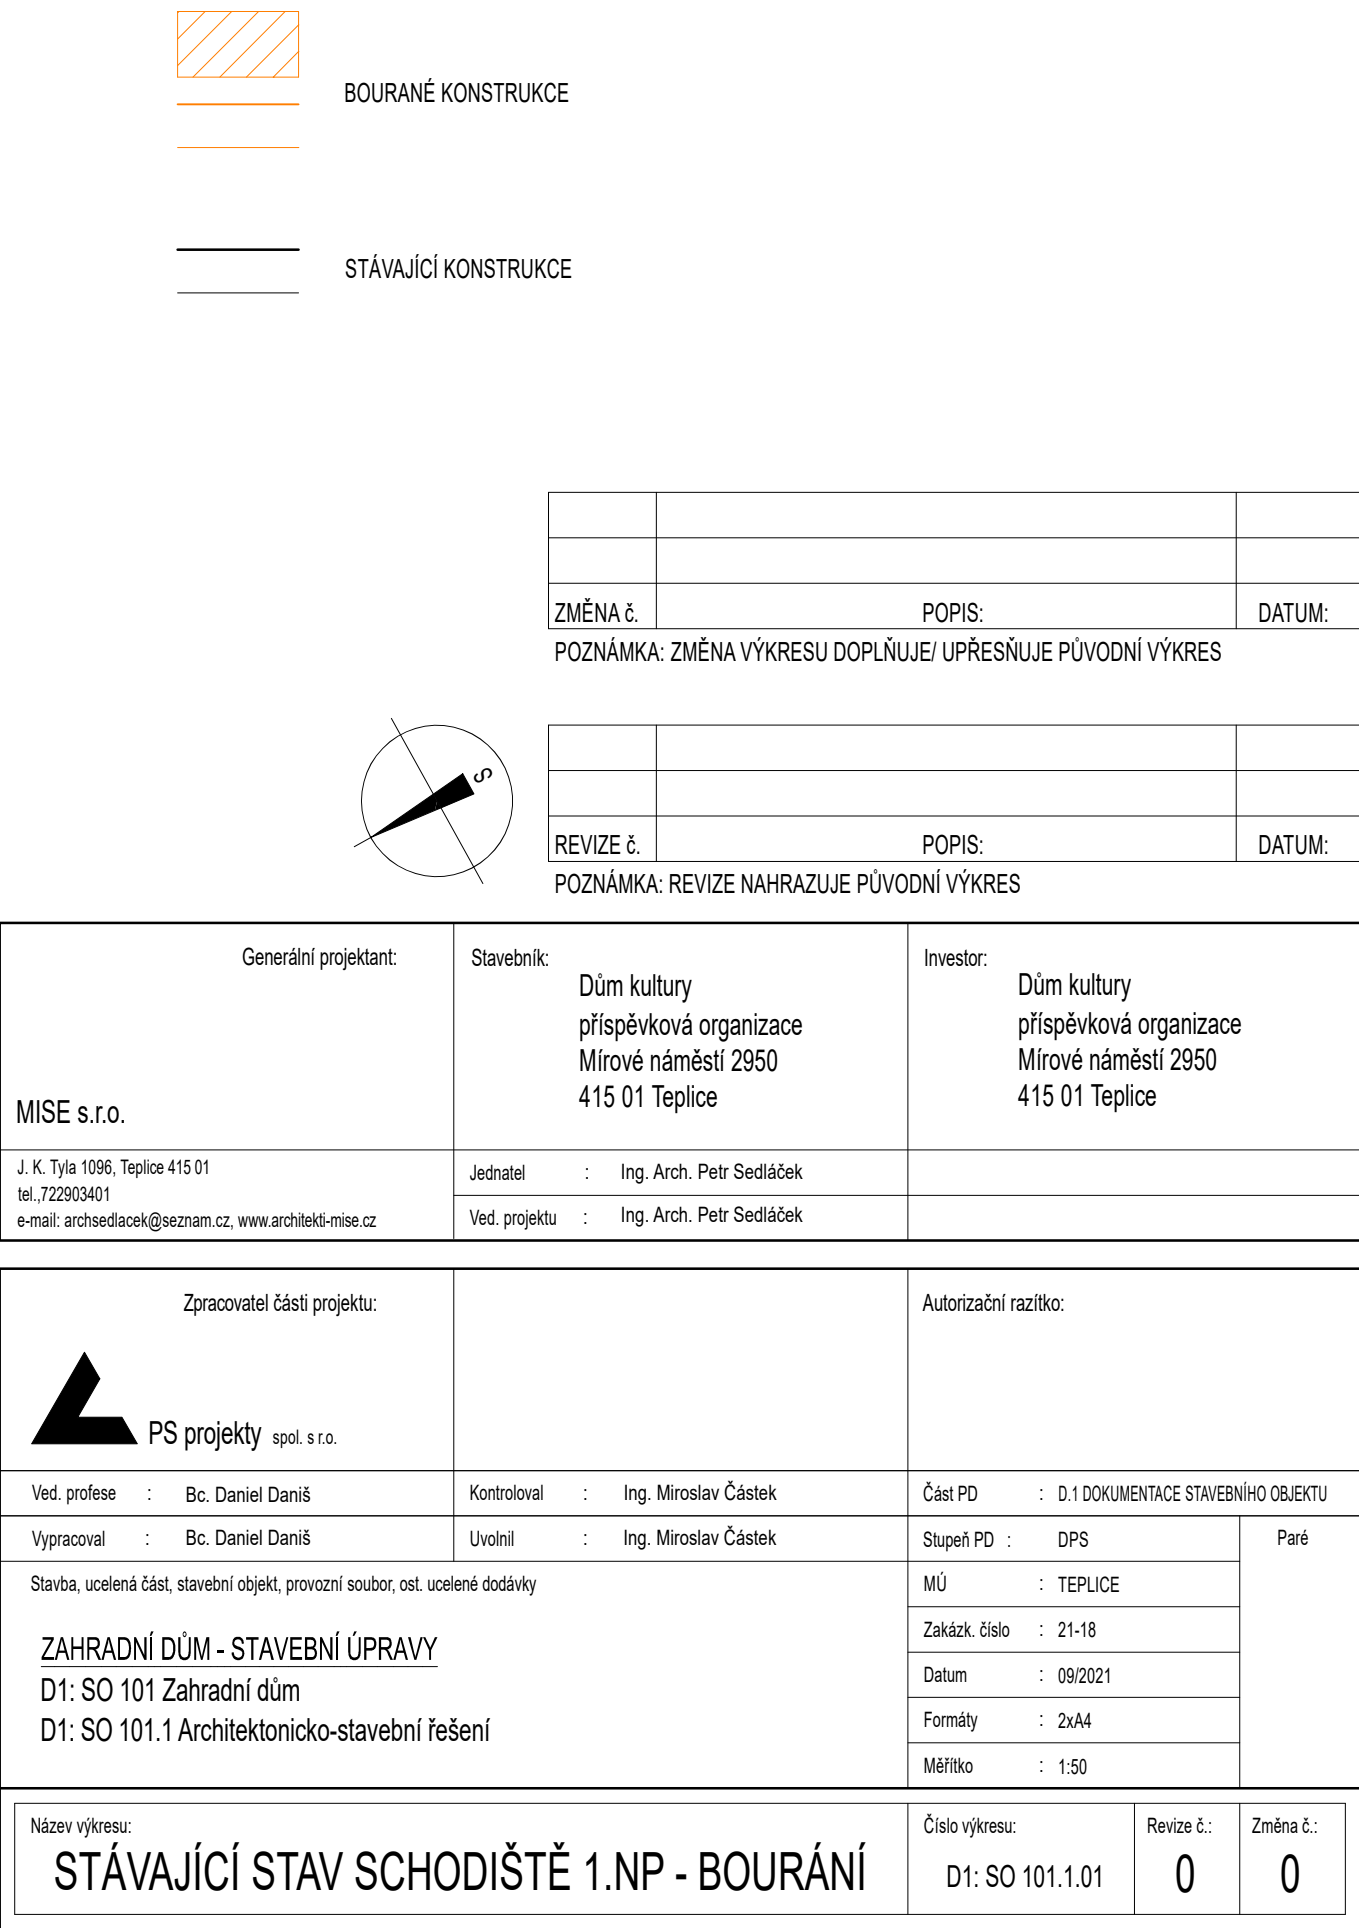 BOURANÉ KONSTRUKCE
STÁVAJÍCÍ KONSTRUKCE
ZMĚNA č. POPIS: DATUM:
POZNÁMKA: ZMĚNA VÝKRESU DOPLŇUJE/ UPŘESŇUJE PŮVODNÍ VÝKRES
S
REVIZE č. POPIS: DATUM:
POZNÁMKA: REVIZE NAHRAZUJE PŮVODNÍ VÝKRES
Generální projektant:
MISE s.r.o.
J. K. Tyla 1096, Teplice 415 01
tel.,722903401
e-mail: archsedlacek@seznam.cz, www.architekti-mise.cz
Stavebník:
Dům kultury
příspěvková organizace
Mírové náměstí 2950
415 01 Teplice
Investor:
Dům kultury
příspěvková organizace
Mírové náměstí 2950
415 01 Teplice
Jednatel : Ing. Arch. Petr Sedláček
Ved. projektu : Ing. Arch. Petr Sedláček
Zpracovatel části projektu:
PS projekty spol. s r.o.
Autorizační razítko:
Ved. profese : Bc. Daniel Daniš
Kontroloval : Ing. Miroslav Částek
Část PD : D.1 DOKUMENTACE STAVEBNÍHO OBJEKTU
Vypracoval : Bc. Daniel Daniš
Uvolnil : Ing. Miroslav Částek
Stupeň PD : DPS
Paré
Stavba, ucelená část, stavební objekt, provozní soubor, ost. ucelené dodávky
ZAHRADNÍ DŮM - STAVEBNÍ ÚPRAVY
D1: SO 101 Zahradní dům
D1: SO 101.1 Architektonicko-stavební řešení
MÚ : TEPLICE
Zakázk. číslo : 21-18
Datum : 09/2021
Formáty : 2xA4
Měřítko : 1:50
Název výkresu:
STÁVAJÍCÍ STAV SCHODIŠTĚ 1.NP - BOURÁNÍ
Číslo výkresu:
D1: SO 101.1.01
Revize č.:
0
Změna č.:
0